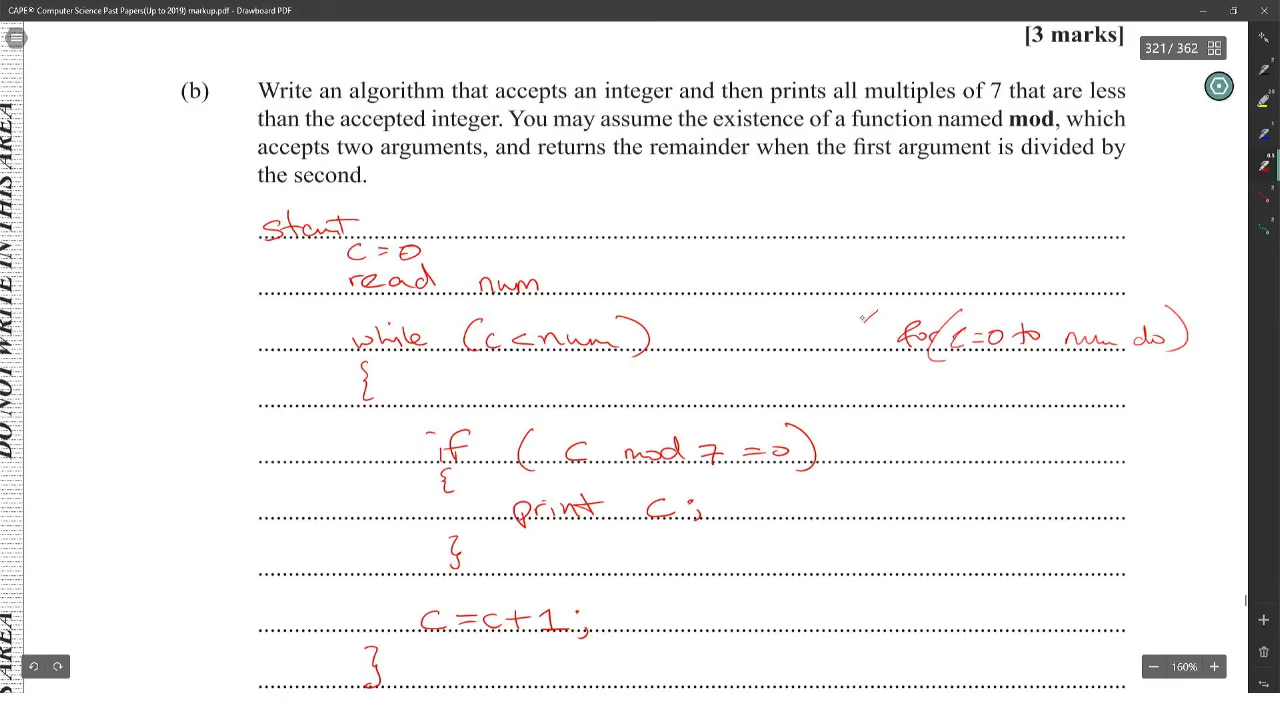 CAPE® Computer Science Past Papers(Up to 2019) markup.pdf - Drawboard PDF
[3 marks]
321 / 362
(b) Write an algorithm that accepts an integer and then prints all multiples of 7 that are less
than the accepted integer. You may assume the existence of a function named mod, which
accepts two arguments, and returns the remainder when the first argument is divided by
the second.
start
c = 0
read num
while (c < num) for(c=0 to num do)
{
if ( c mod 7 = 0)
{
print c;
}
c = c + 1;
}
DO NOT WRITE IN THIS AREA
S AREA
160%